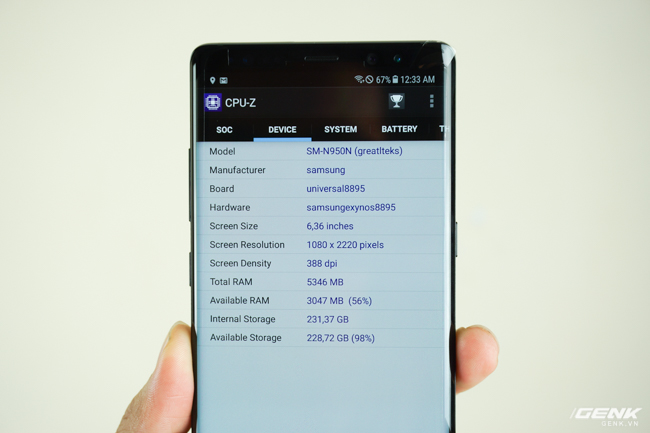 67% 12:33 AM
CPU-Z
SOC DEVICE SYSTEM BATTERY
Model SM-N950N (greatlteks)
Manufacturer samsung
Board universal8895
Hardware samsungexynos8895
Screen Size 6,36 inches
Screen Resolution 1080 x 2220 pixels
Screen Density 388 dpi
Total RAM 5346 MB
Available RAM 3047 MB (56%)
Internal Storage 231,37 GB
Available Storage 228,72 GB (98%)
GENK
GENK.VN